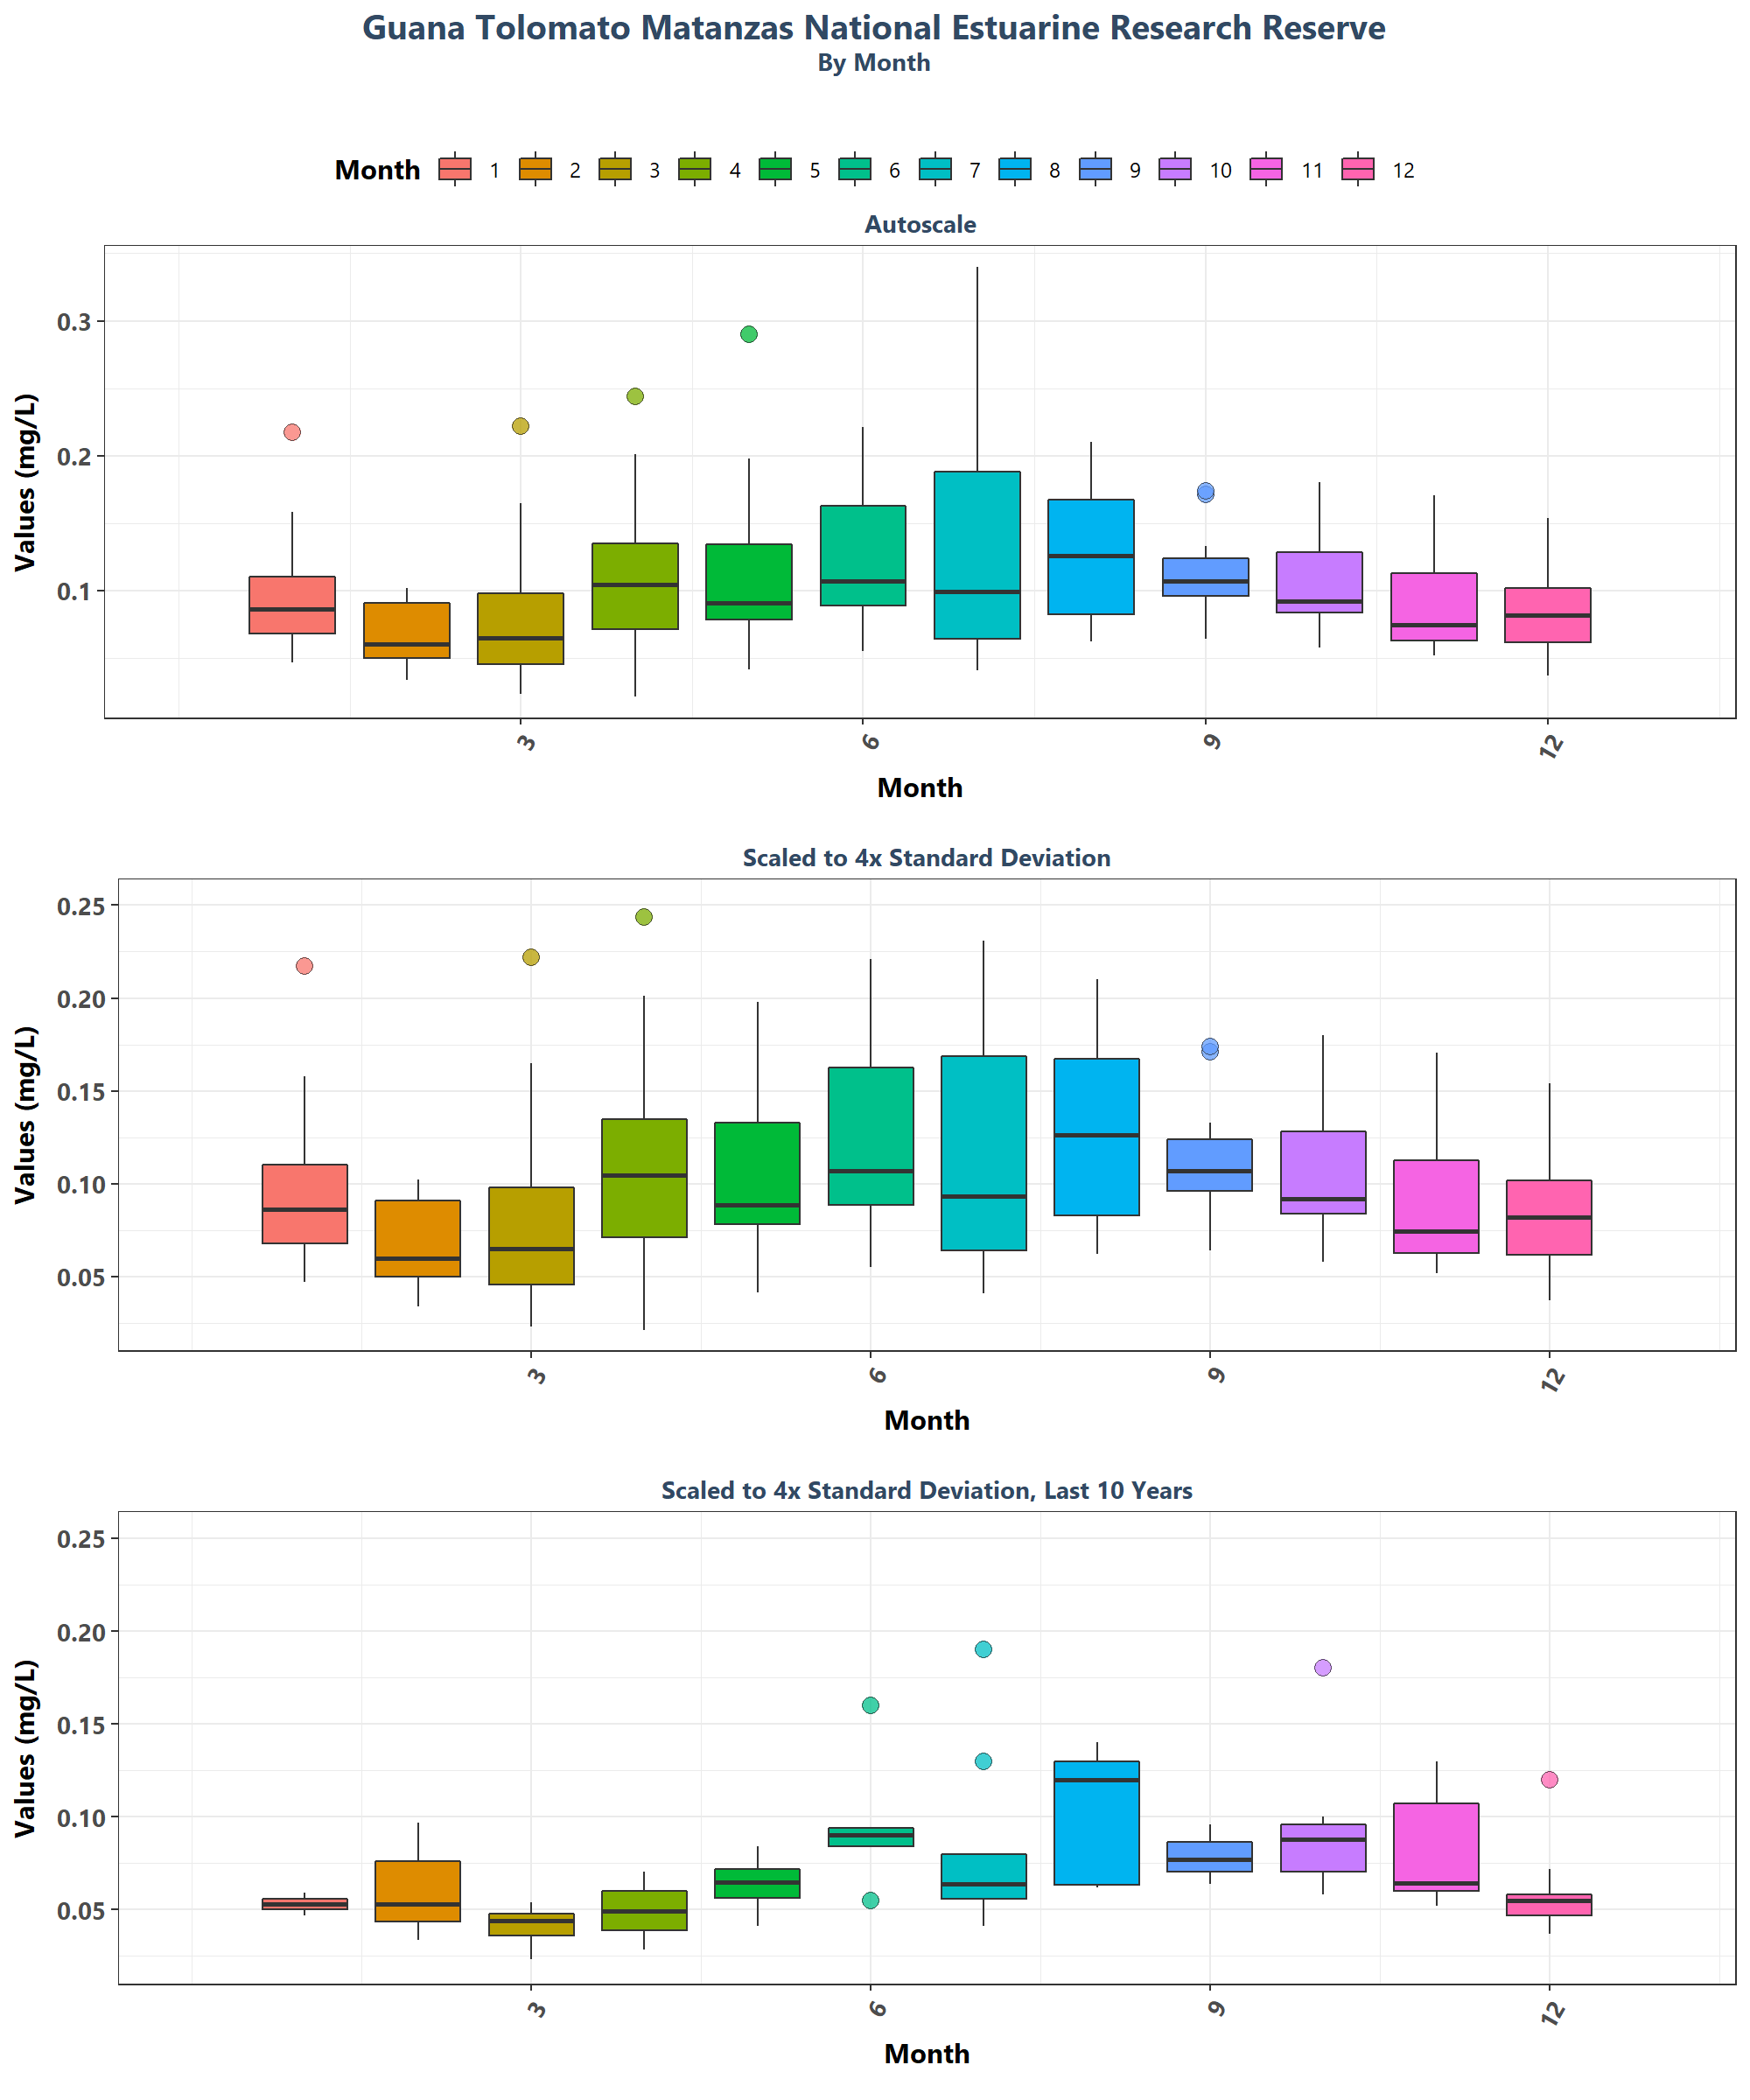 Guana Tolomato Matanzas National Estuarine Research Reserve
By Month
Month 1 2 3 4 5 6 7 8 9 10 11 12
Autoscale
Values (mg/L)
0.3
0.2
0.1
3 6 9 12
Month
Scaled to 4x Standard Deviation
Values (mg/L)
0.25
0.20
0.15
0.10
0.05
3 6 9 12
Month
Scaled to 4x Standard Deviation, Last 10 Years
Values (mg/L)
0.25
0.20
0.15
0.10
0.05
3 6 9 12
Month